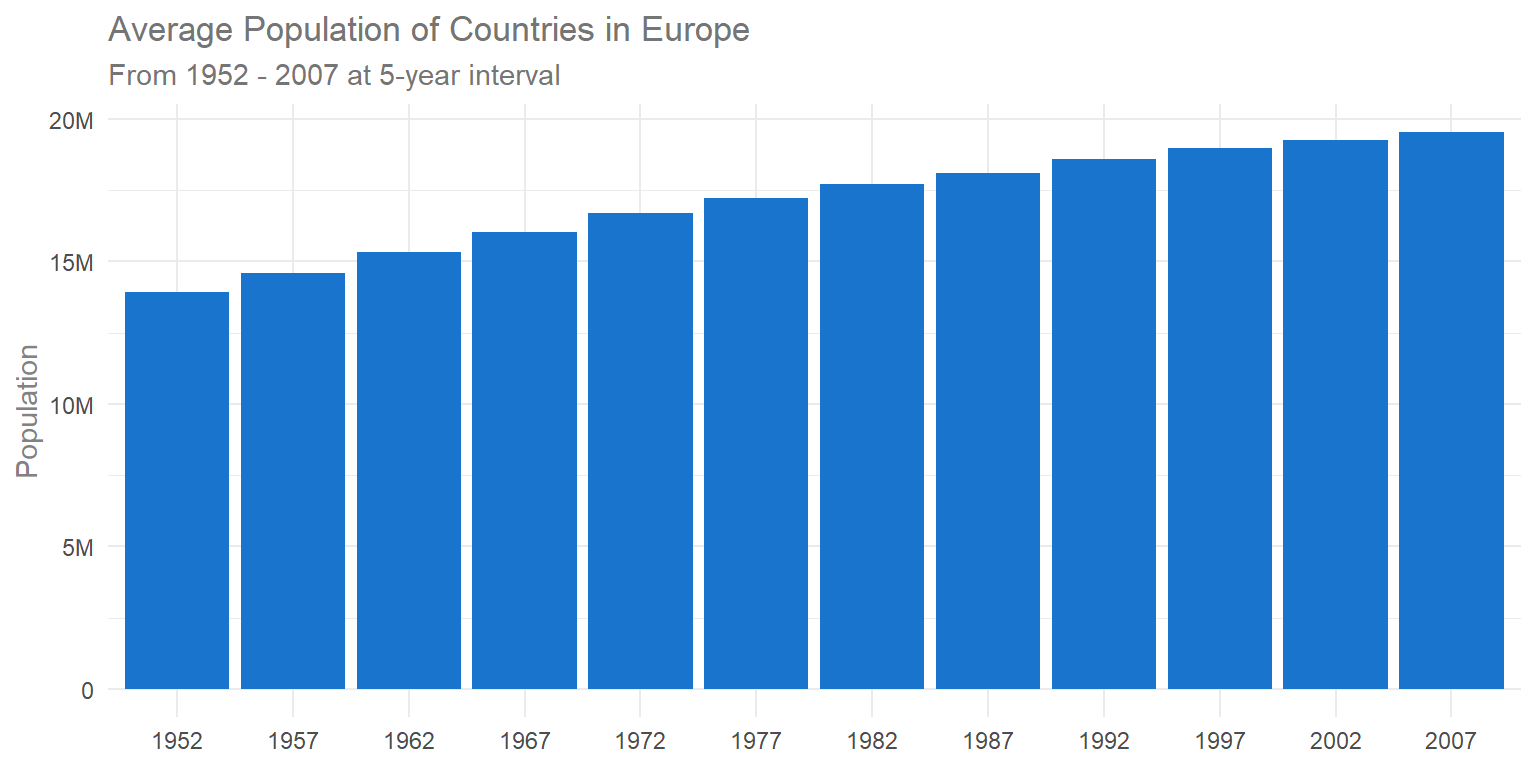 Average Population of Countries in Europe
From 1952 - 2007 at 5-year interval
20M
15M
10M
5M
0
Population
1952 1957 1962 1967 1972 1977 1982 1987 1992 1997 2002 2007